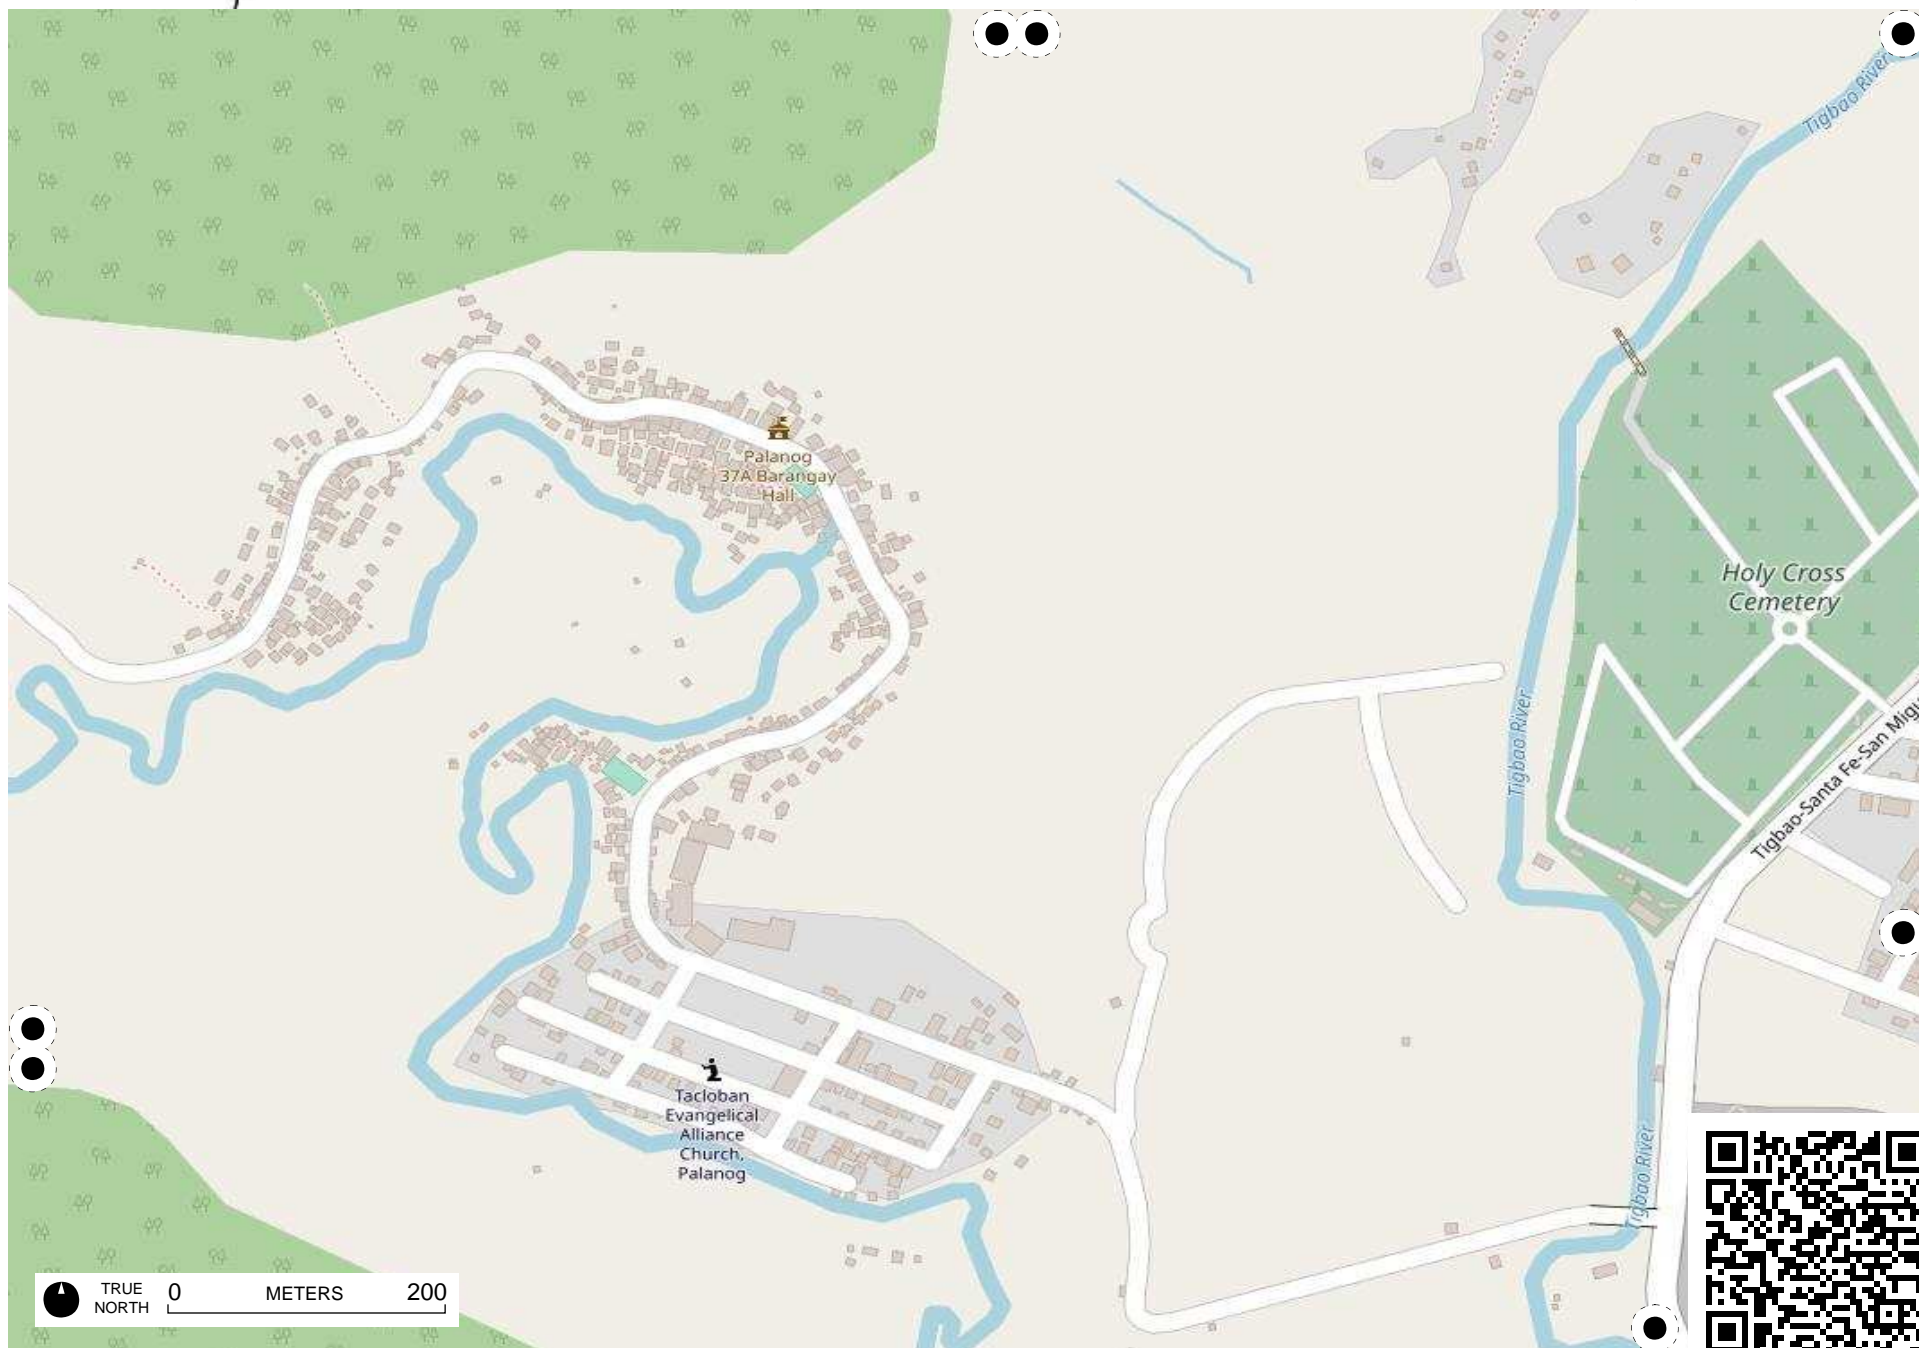 Tigbao River
Palanog
37A Barangay
Hall
Holy Cross
Cemetery
Tigbao River
Tigbao-Santa Fe-San Migu
Tacloban
Evangelical
Alliance
Church,
Palanog
Tigbao River
TRUE
NORTH
0
METERS
200